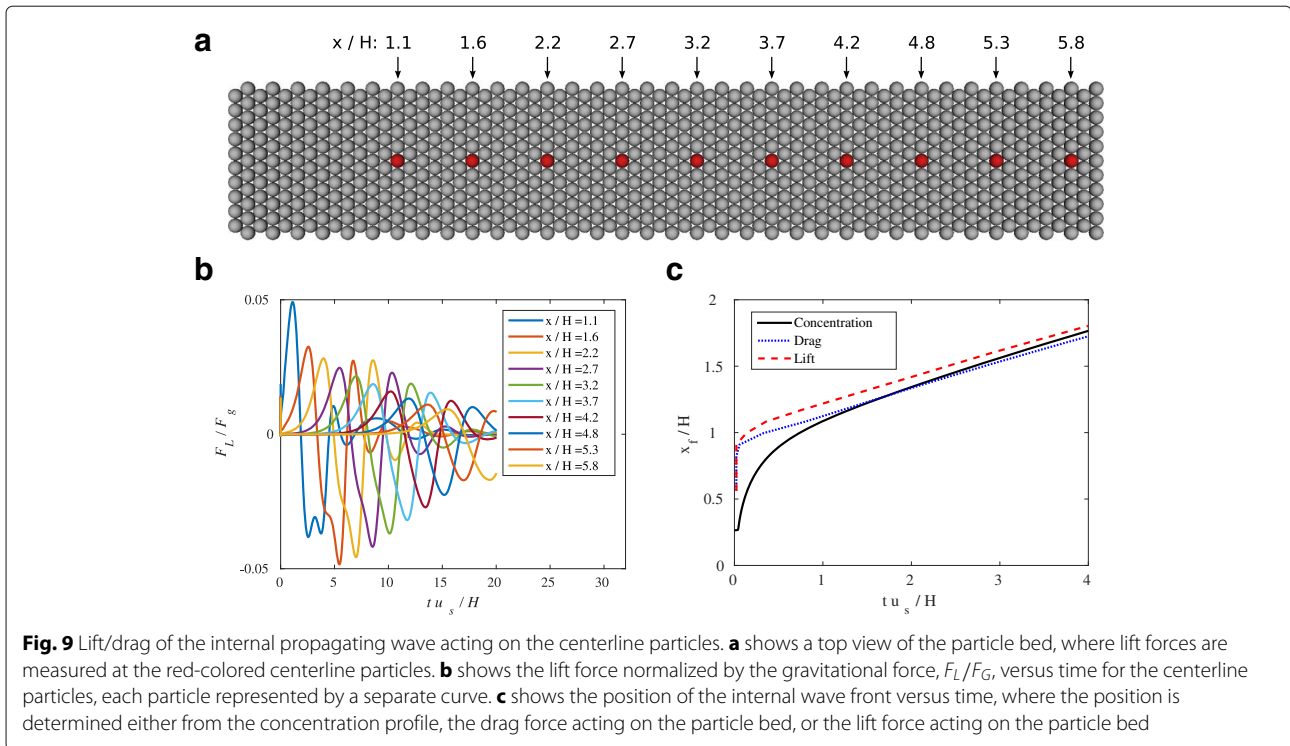 a
x / H: 1.1 1.6 2.2 2.7 3.2 3.7 4.2 4.8 5.3 5.8
b
0.05
0
-0.05
F_L / F_g
0 5 10 15 20 25 30
t u_s / H
x / H =1.1
x / H =1.6
x / H =2.2
x / H =2.7
x / H =3.2
x / H =3.7
x / H =4.2
x / H =4.8
x / H =5.3
x / H =5.8
c
2
1.5
1
0.5
0
x_f / H
0 1 2 3 4
t u_s / H
Concentration
Drag
Lift
Fig. 9 Lift/drag of the internal propagating wave acting on the centerline particles. a shows a top view of the particle bed, where lift forces are
measured at the red-colored centerline particles. b shows the lift force normalized by the gravitational force, F_L/F_G, versus time for the centerline
particles, each particle represented by a separate curve. c shows the position of the internal wave front versus time, where the position is
determined either from the concentration profile, the drag force acting on the particle bed, or the lift force acting on the particle bed